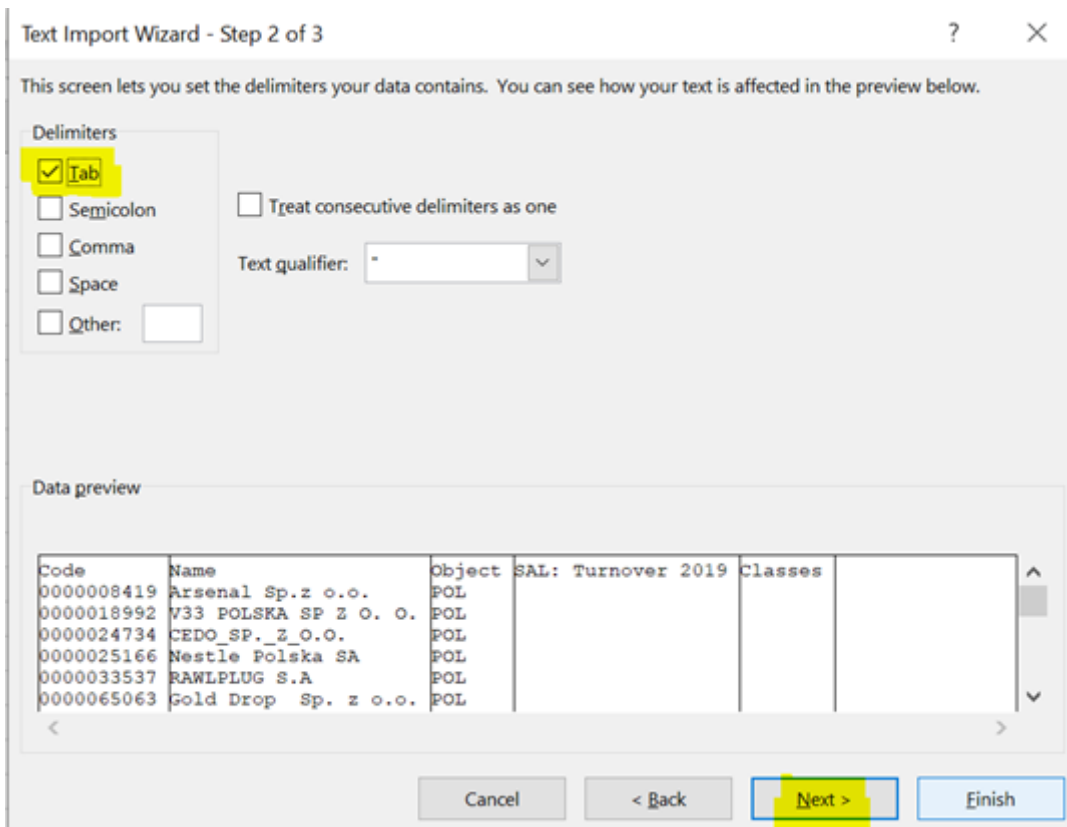 Text Import Wizard - Step 2 of 3
This screen lets you set the delimiters your data contains. You can see how your text is affected in the preview below.
Delimiters
Tab
Semicolon
Comma
Space
Other:
Treat consecutive delimiters as one
Text qualifier: "
Data preview
Code Name Object SAL: Turnover 2019 Classes
0000008419 Arsenal Sp.z o.o. POL
0000018992 V33 POLSKA SP Z O. O. POL
0000024734 CEDO_SP._Z_O.O. POL
0000025166 Nestle Polska SA POL
0000033537 RAWLPLUG S.A POL
0000065063 Gold Drop  Sp. z o.o. POL
Cancel < Back Next > Finish